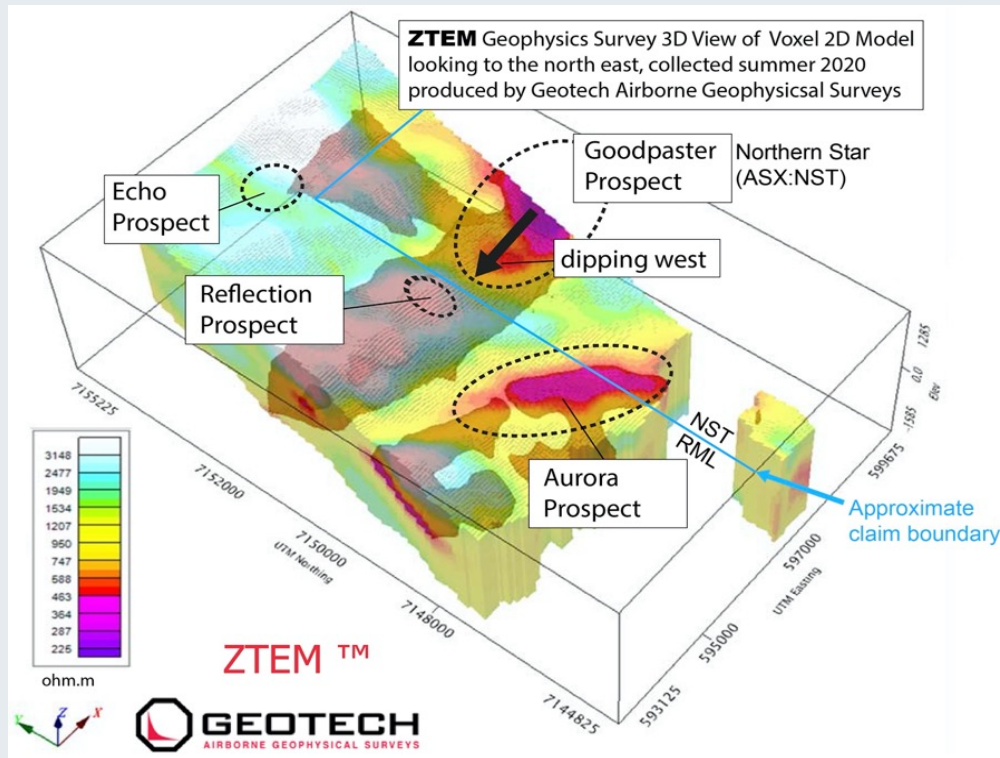 ZTEM Geophysics Survey 3D View of Voxel 2D Model
looking to the north east, collected summer 2020
produced by Geotech Airborne Geophysicsal Surveys
Goodpaster
Prospect
Northern Star
(ASX:NST)
Echo
Prospect
dipping west
Reflection
Prospect
1285
0.0
-1585
Elev
7155225
7152000
7150000
7148000
7144825
UTM Northing
NST
RML
599675
597000
595000
593125
UTM Easting
Aurora
Prospect
Approximate
claim boundary
3148
2477
1949
1534
1207
950
747
588
463
364
287
225
ohm.m
Y
Z
X
ZTEM ™
GEOTECH
AIRBORNE GEOPHYSICAL SURVEYS